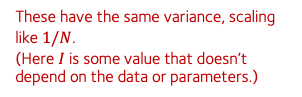 These have the same variance, scaling
like 1/N.
(Here I is some value that doesn't
depend on the data or parameters.)